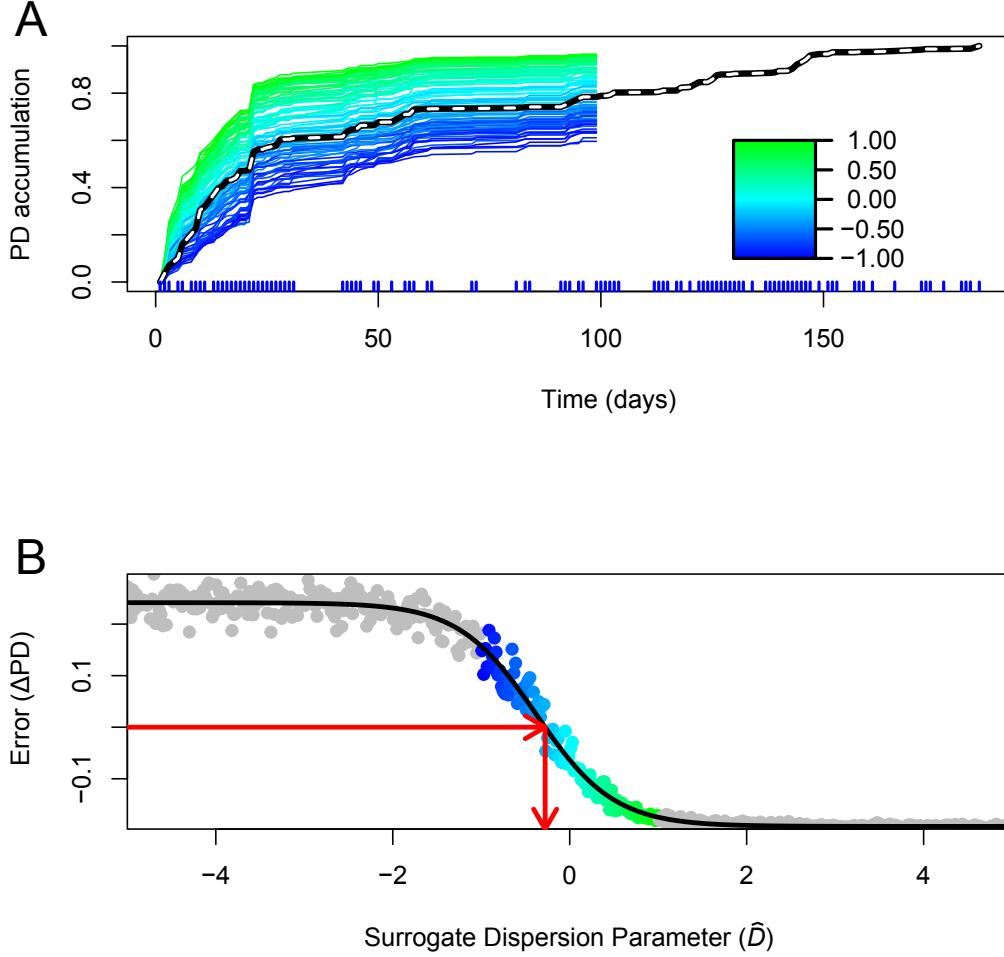 A
PD accumulation
0.0 0.4 0.8
1.00
0.50
0.00
−0.50
−1.00
0 50 100 150
Time (days)
B
Error (ΔPD)
−0.1 0.1
−4 −2 0 2 4
Surrogate Dispersion Parameter (D̂)